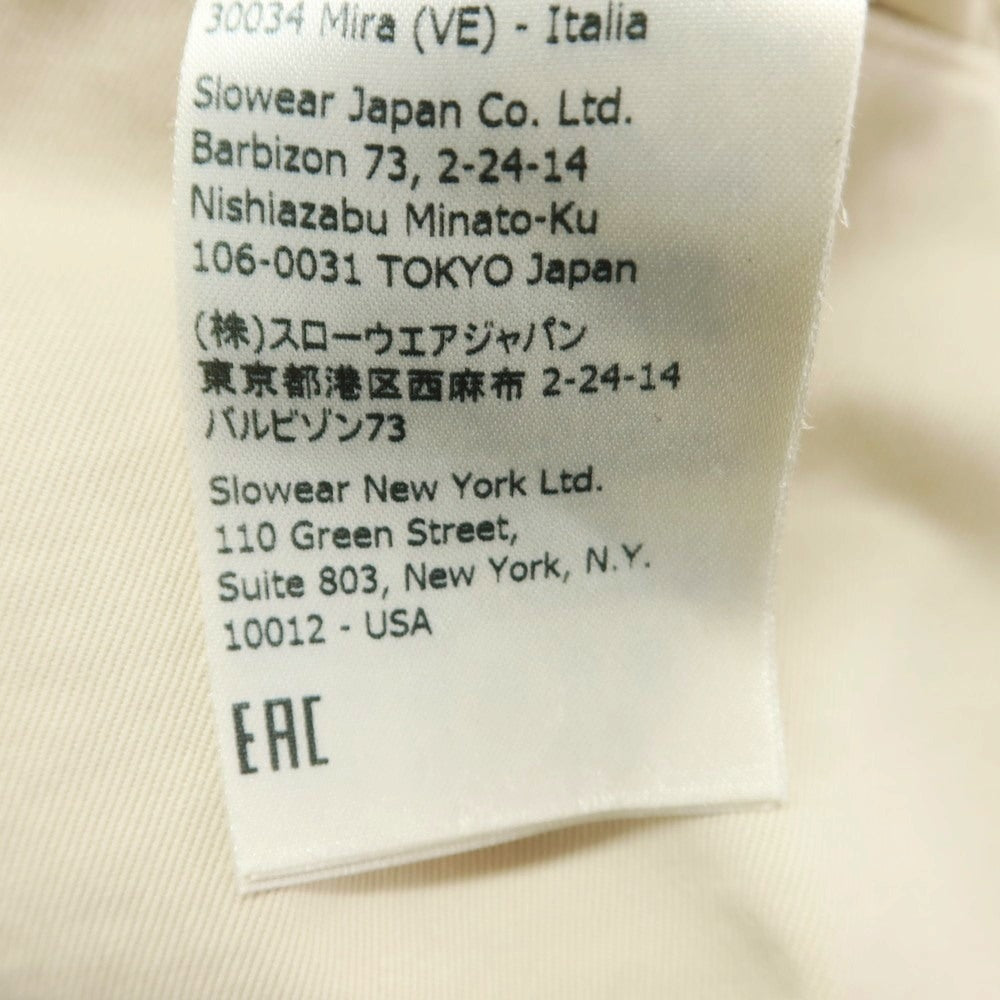 30034 Mira (VE) - Italia
Slowear Japan Co. Ltd.
Barbizon 73, 2-24-14
Nishiazabu Minato-Ku
106-0031 TOKYO Japan
(株)スローウエアジャパン
東京都港区西麻布 2-24-14
バルビゾン73
Slowear New York Ltd.
110 Green Street,
Suite 803, New York, N.Y.
10012 - USA
EAC